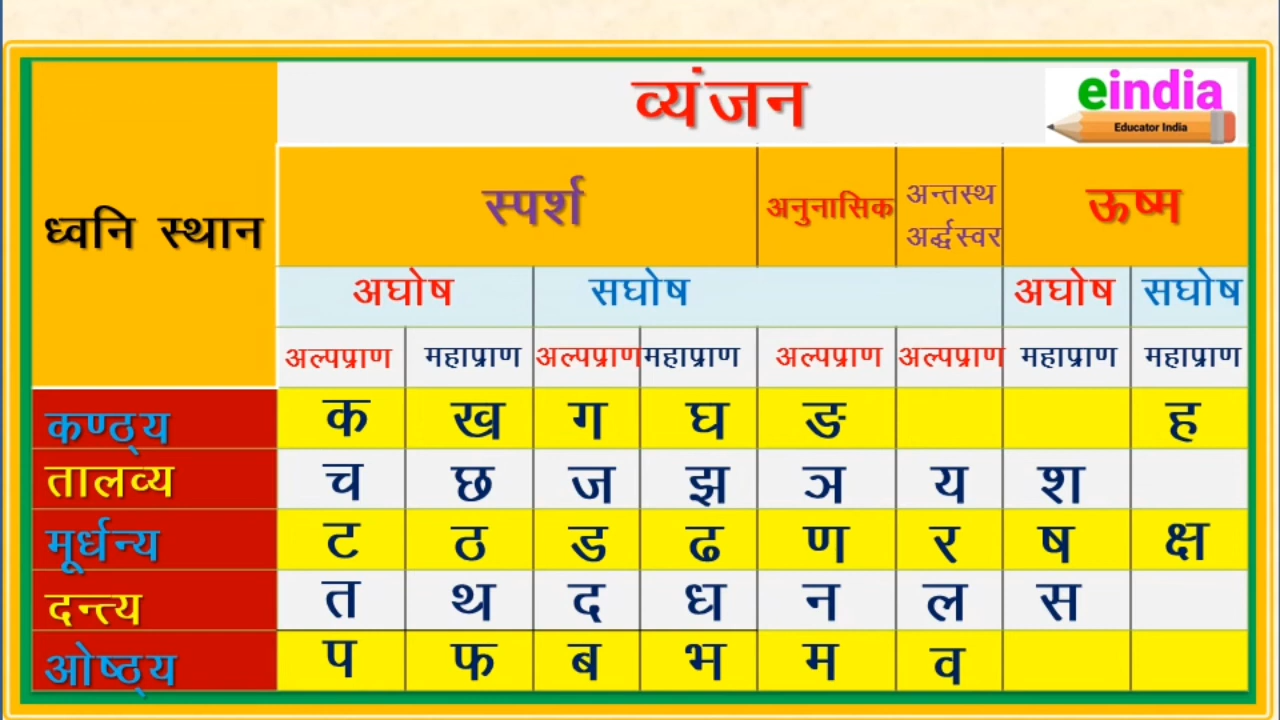 व्यंजन
eindia
Educator India
ध्वनि स्थान
स्पर्श अनुनासिक अन्तस्थ अर्द्धस्वर ऊष्म
अघोष सघोष अघोष सघोष
अल्पप्राण महाप्राण अल्पप्राण महाप्राण अल्पप्राण अल्पप्राण महाप्राण महाप्राण
कण्ठ्य क ख ग घ ङ ह
तालव्य च छ ज झ ञ य श
मूर्धन्य ट ठ ड ढ ण र ष क्ष
दन्त्य त थ द ध न ल स
ओष्ठ्य प फ ब भ म व